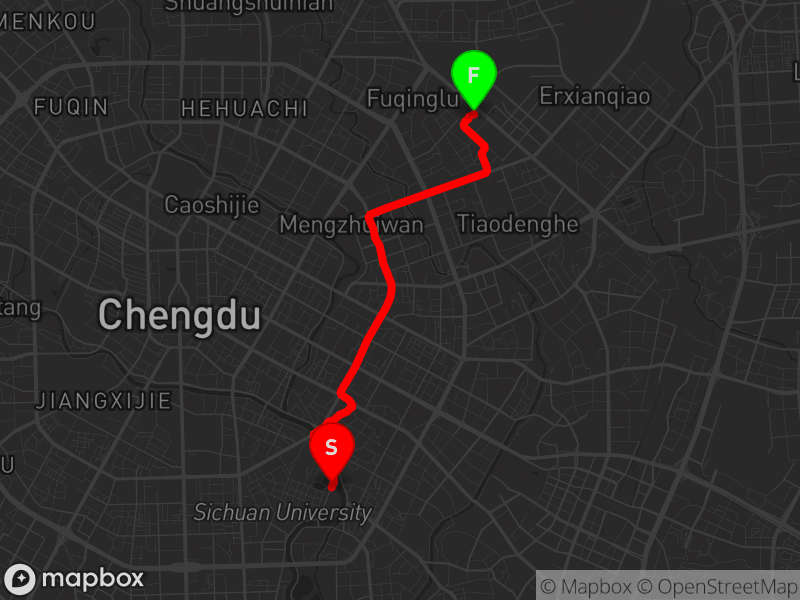 Shuangshuinian
MENKOU
F
Fuqinglu
Erxianqiao
FUQIN
HEHUACHI
Caoshijie
Mengzhuiwan
Tiaodenghe
tang
Chengdu
JIANGXIJIE
S
U
Sichuan University
mapbox
© Mapbox © OpenStreetMap